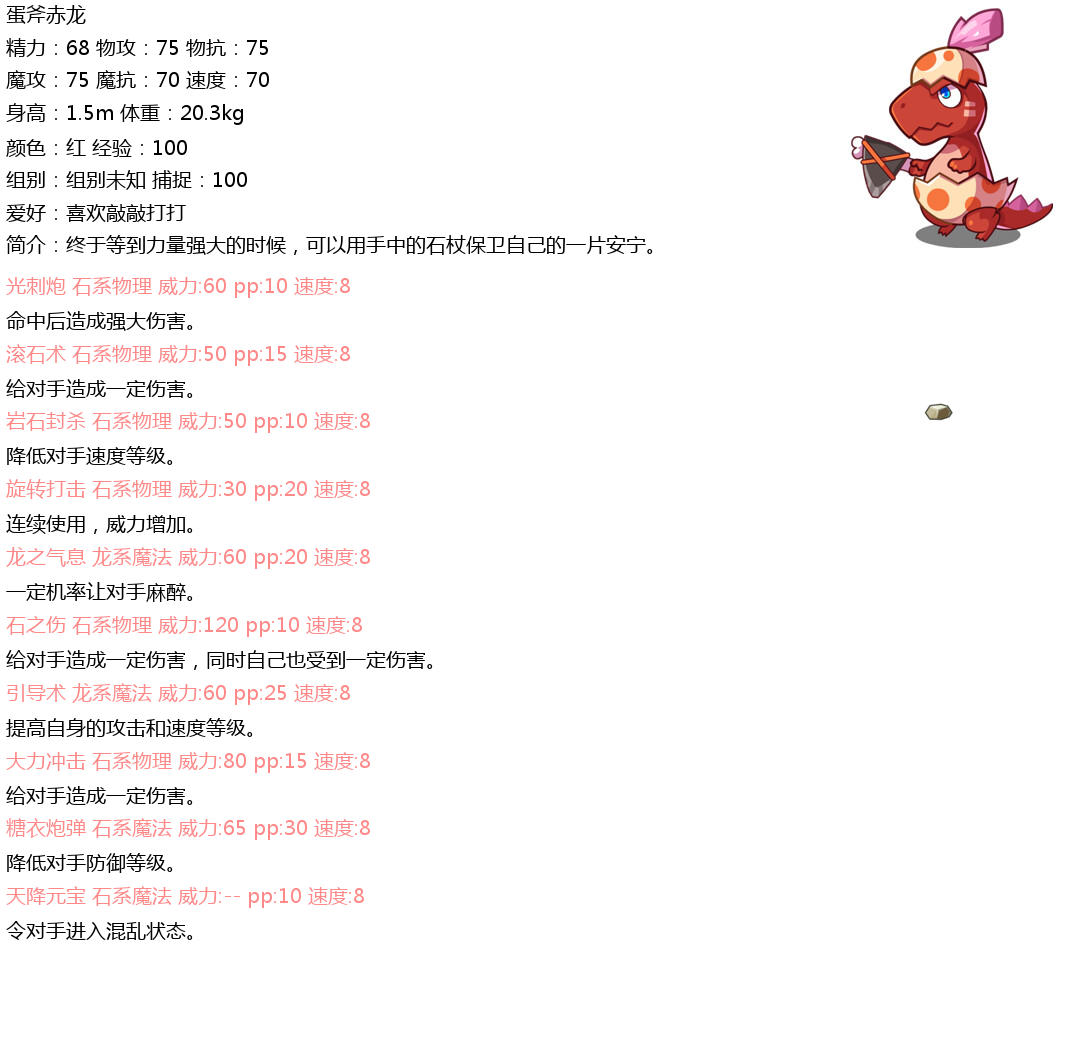 蛋斧赤龙
精力：68 物攻：75 物抗：75
魔攻：75 魔抗：70 速度：70
身高：1.5m 体重：20.3kg
颜色：红 经验：100
组别：组别未知 捕捉：100
爱好：喜欢敲敲打打
简介：终于等到力量强大的时候，可以用手中的石杖保卫自己的一片安宁。
光刺炮 石系物理 威力:60 pp:10 速度:8
命中后造成强大伤害。
滚石术 石系物理 威力:50 pp:15 速度:8
给对手造成一定伤害。
岩石封杀 石系物理 威力:50 pp:10 速度:8
降低对手速度等级。
旋转打击 石系物理 威力:30 pp:20 速度:8
连续使用，威力增加。
龙之气息 龙系魔法 威力:60 pp:20 速度:8
一定机率让对手麻醉。
石之伤 石系物理 威力:120 pp:10 速度:8
给对手造成一定伤害，同时自己也受到一定伤害。
引导术 龙系魔法 威力:60 pp:25 速度:8
提高自身的攻击和速度等级。
大力冲击 石系物理 威力:80 pp:15 速度:8
给对手造成一定伤害。
糖衣炮弹 石系魔法 威力:65 pp:30 速度:8
降低对手防御等级。
天降元宝 石系魔法 威力:-- pp:10 速度:8
令对手进入混乱状态。